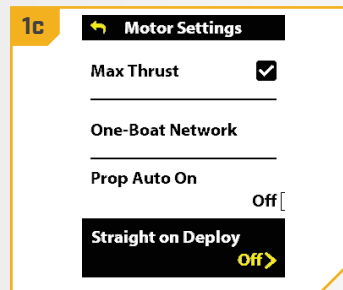 1c
Motor Settings
Max Thrust
One-Boat Network
Prop Auto On
Off
Straight on Deploy
Off>